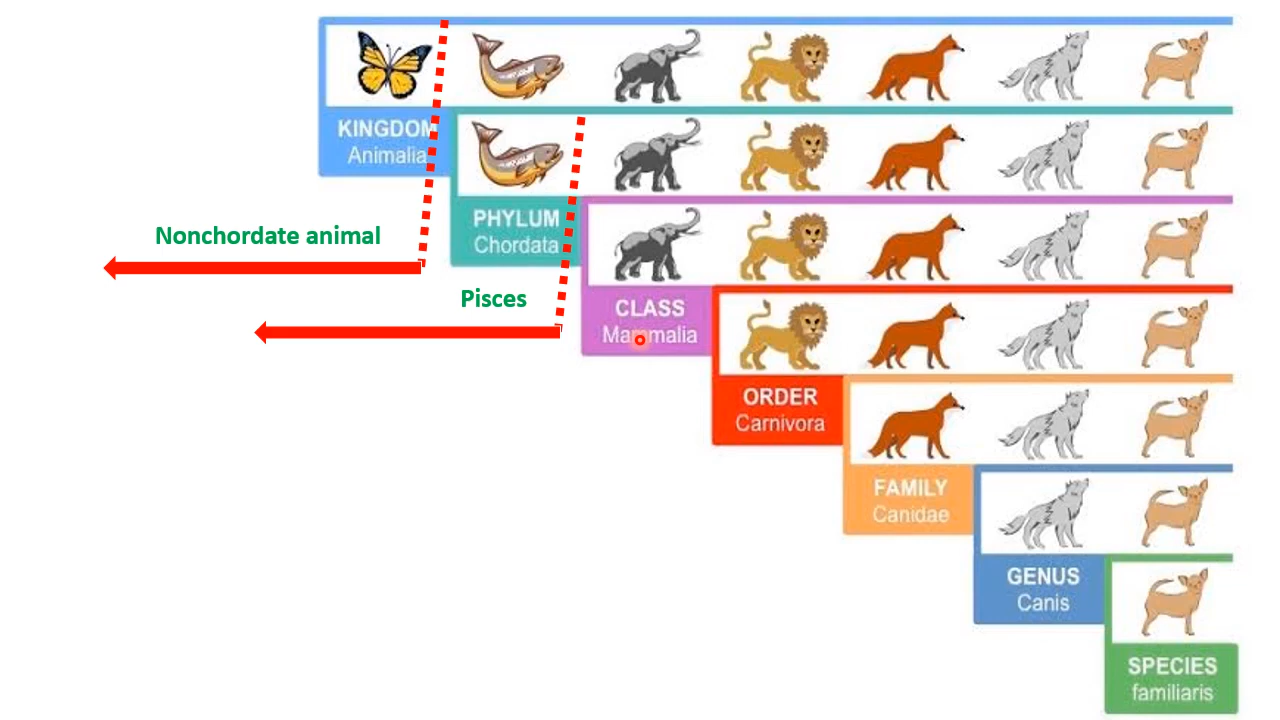 KINGDOM
Animalia
PHYLUM
Chordata
Nonchordate animal
Pisces
CLASS
Mammalia
ORDER
Carnivora
FAMILY
Canidae
GENUS
Canis
SPECIES
familiaris